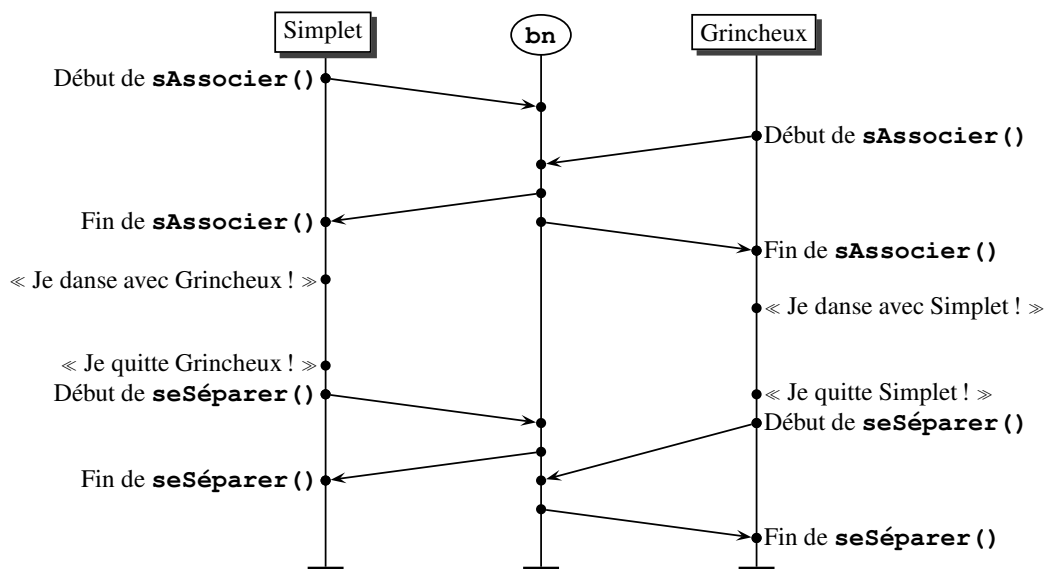 Simplet
bn
Grincheux
Début de sAssocier()
Début de sAssocier()
Fin de sAssocier()
Fin de sAssocier()
≪ Je danse avec Grincheux ! ≫
≪ Je danse avec Simplet ! ≫
≪ Je quitte Grincheux ! ≫
Début de seSéparer()
≪ Je quitte Simplet ! ≫
Début de seSéparer()
Fin de seSéparer()
Fin de seSéparer()